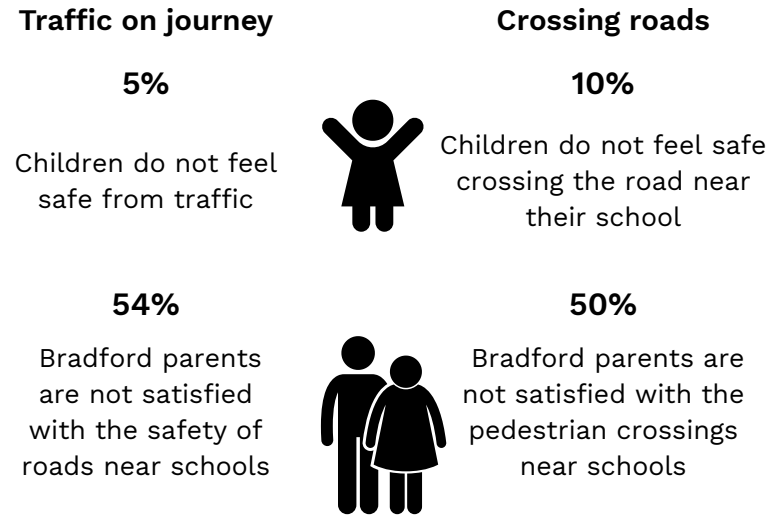 Traffic on journey
5%
Children do not feel
safe from traffic
Crossing roads
10%
Children do not feel safe
crossing the road near
their school
54%
Bradford parents
are not satisfied
with the safety of
roads near schools
50%
Bradford parents are
not satisfied with the
pedestrian crossings
near schools